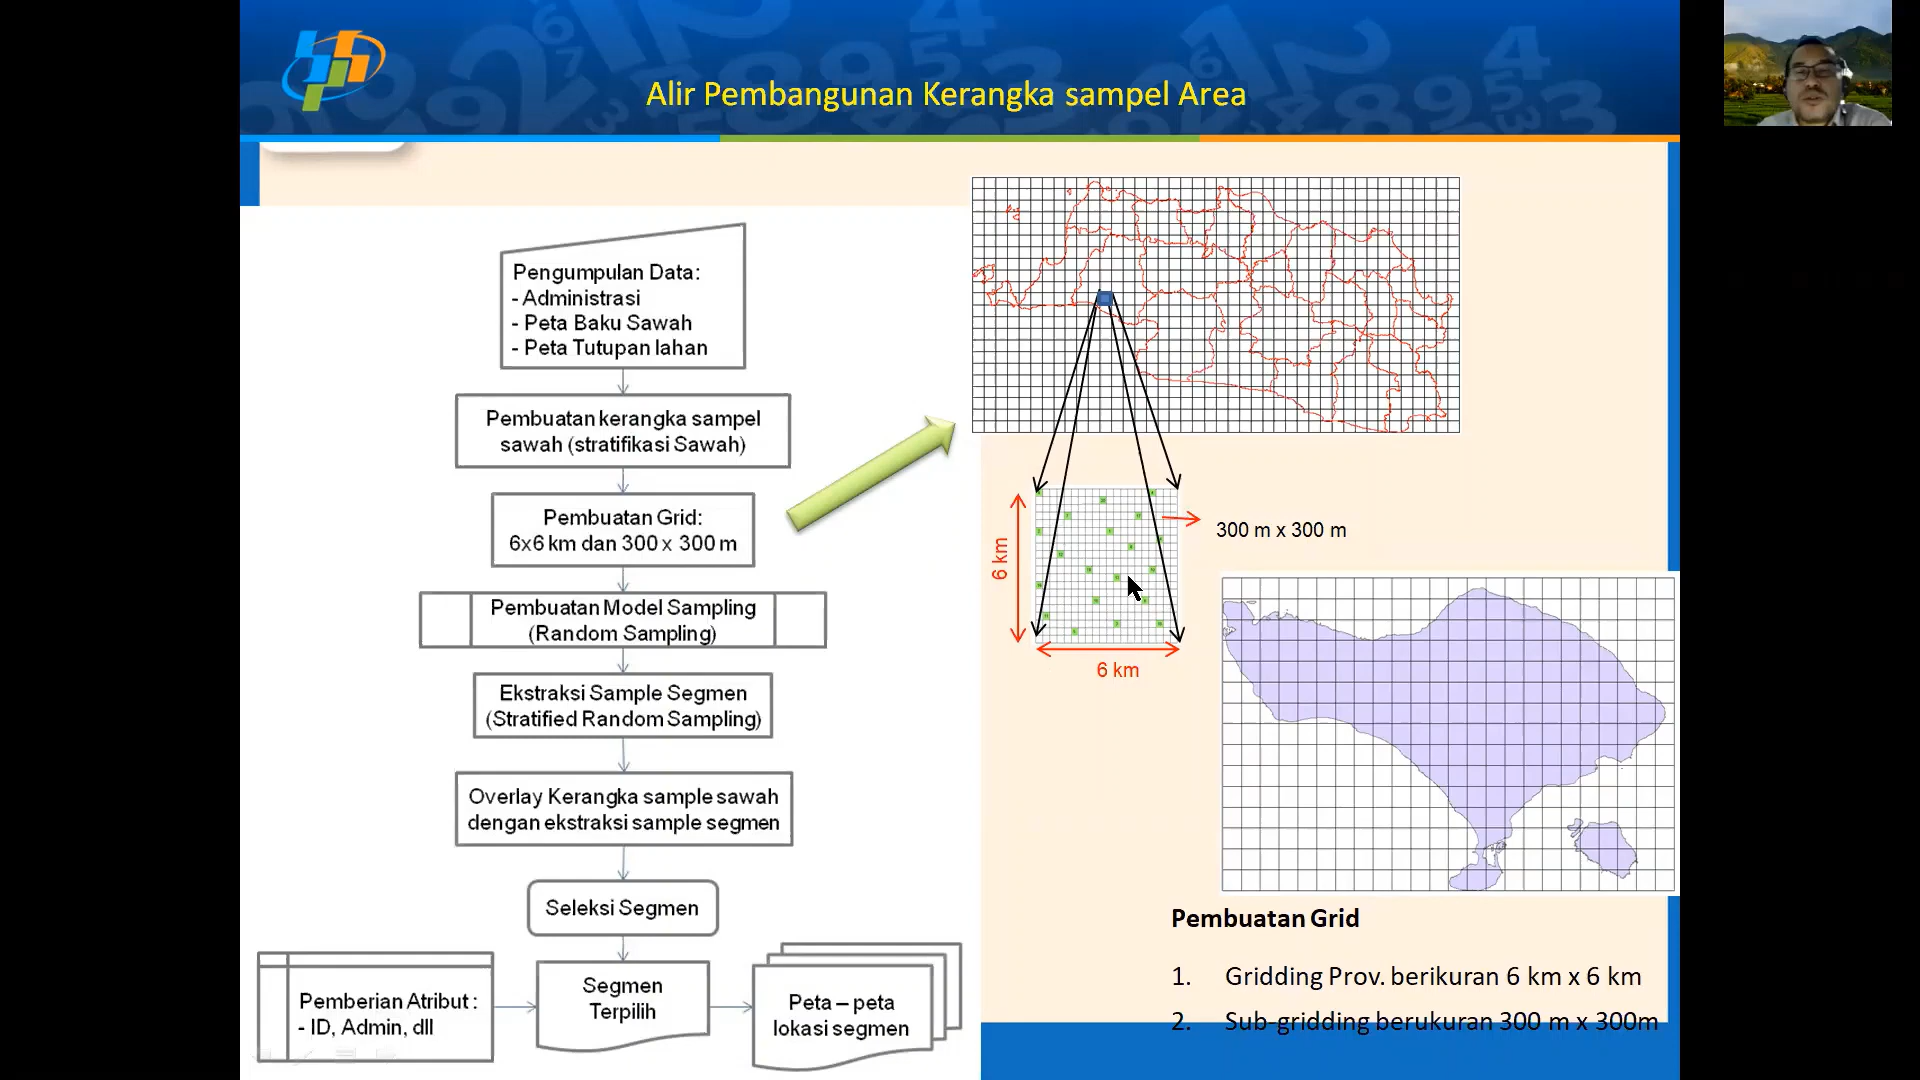 Alir Pembangunan Kerangka sampel Area
Pengumpulan Data:
- Administrasi
- Peta Baku Sawah
- Peta Tutupan lahan
Pembuatan kerangka sampel
sawah (stratifikasi Sawah)
Pembuatan Grid:
6x6 km dan 300 x 300 m
Pembuatan Model Sampling
(Random Sampling)
Ekstraksi Sample Segmen
(Stratified Random Sampling)
Overlay Kerangka sample sawah
dengan ekstraksi sample segmen
Seleksi Segmen
Pemberian Atribut :
- ID, Admin, dll
Segmen
Terpilih
Peta – peta
lokasi segmen
6 km
300 m x 300 m
6 km
Pembuatan Grid
1. Gridding Prov. berikuran 6 km x 6 km
2. Sub-gridding berukuran 300 m x 300m